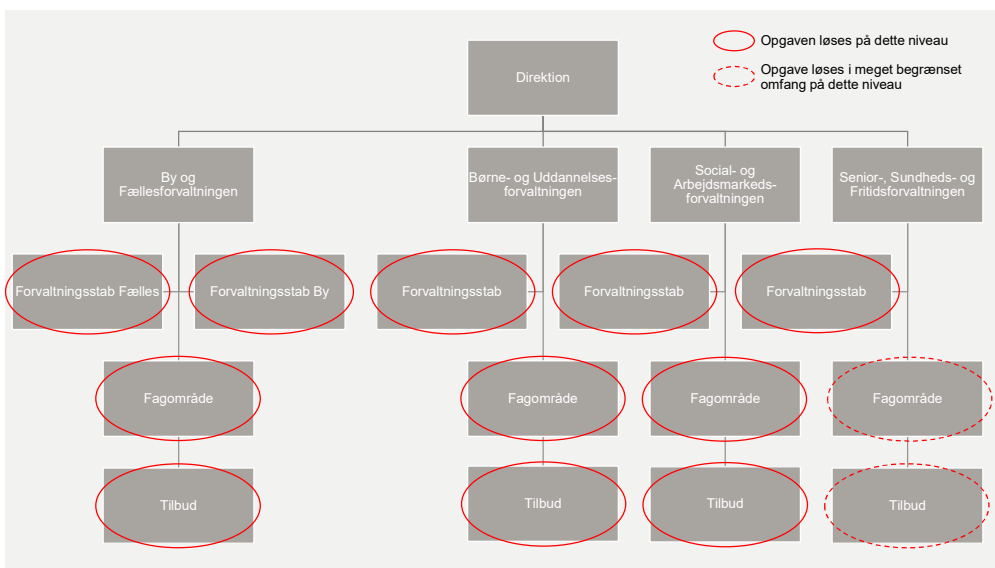 Opgaven løses på dette niveau
Opgave løses i meget begrænset
omfang på dette niveau
Direktion
By og
Fællesforvaltningen
Børne- og Uddannelses-
forvaltningen
Social- og
Arbejdsmarkeds-
forvaltningen
Senior-, Sundheds- og
Fritidsforvaltningen
Forvaltningsstab Fælles
Forvaltningsstab By
Forvaltningsstab
Forvaltningsstab
Forvaltningsstab
Fagområde
Fagområde
Fagområde
Fagområde
Tilbud
Tilbud
Tilbud
Tilbud